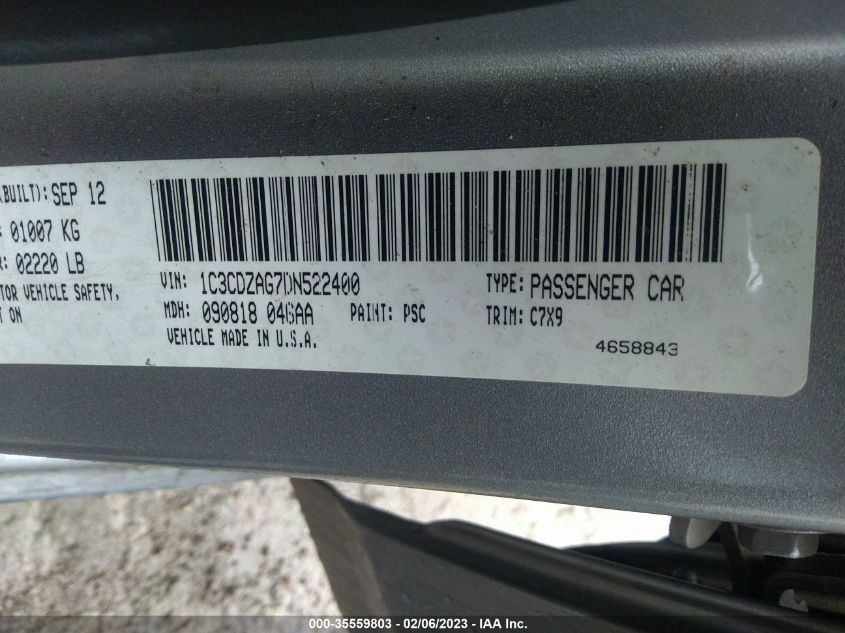 (BUILT): SEP 12
: 01007 KG
R: 02220 LB
TOR VEHICLE SAFETY,
T ON
VIN: 1C3CDZAG7DN522400
TYPE: PASSENGER CAR
MDH: 090818 046AA PAINT: PSC
TRIM: C7X9
VEHICLE MADE IN U.S.A.
4658843
000-35559803 - 02/06/2023 - IAA Inc.